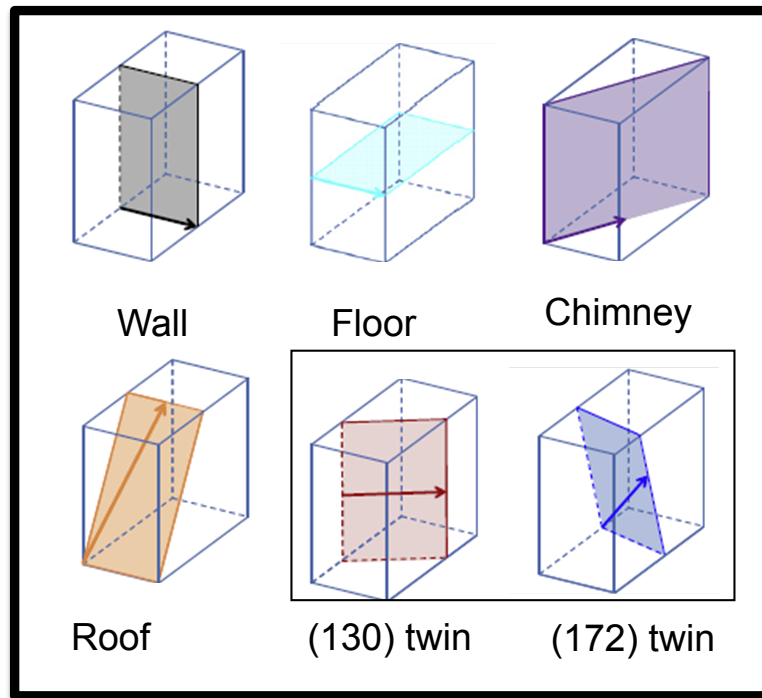 Wall
Floor
Chimney
Roof
(130) twin
(172) twin